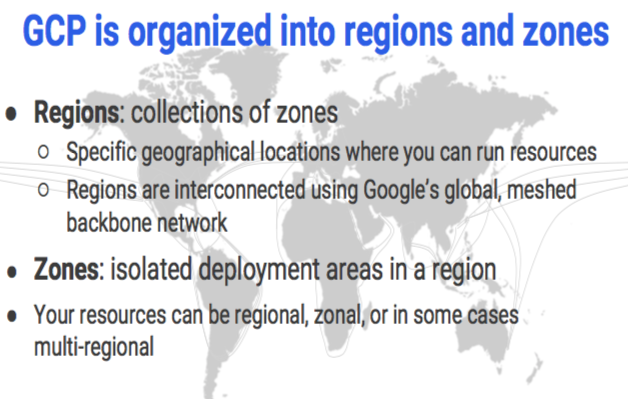 GCP is organized into regions and zones
● Regions: collections of zones
○ Specific geographical locations where you can run resources
○ Regions are interconnected using Google's global, meshed
backbone network
● Zones: isolated deployment areas in a region
● Your resources can be regional, zonal, or in some cases
multi-regional